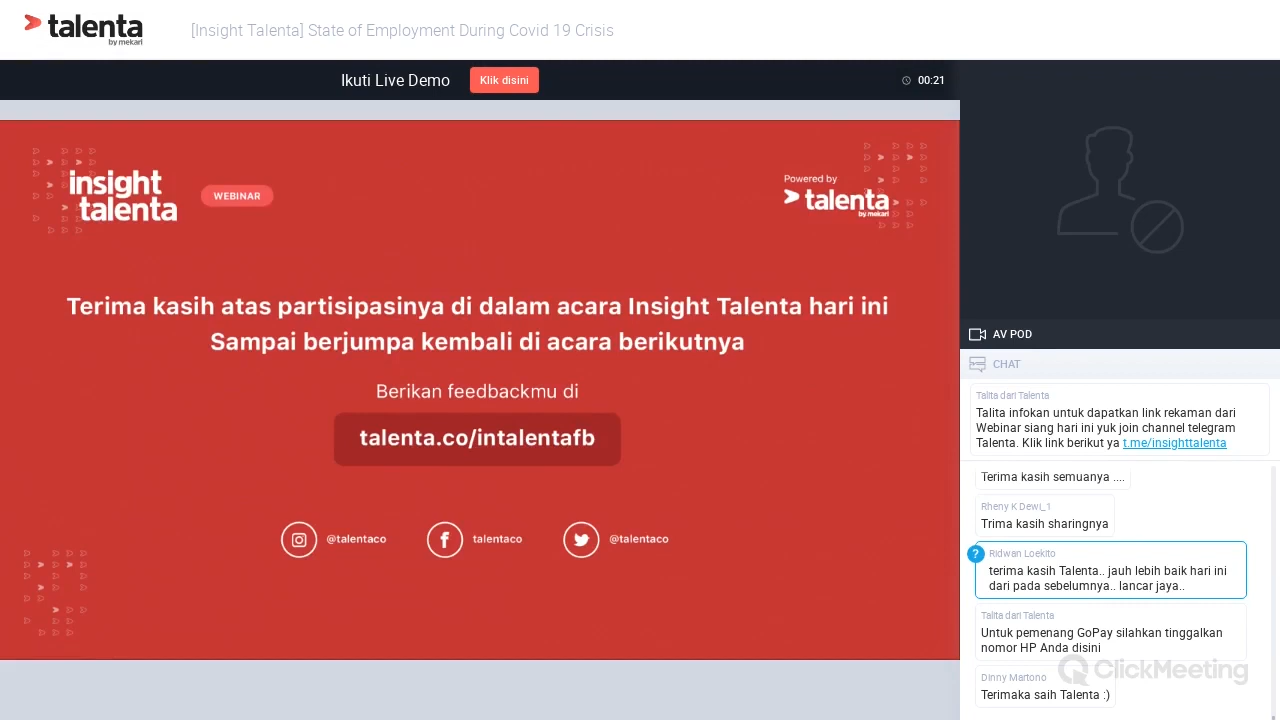 talenta
by mekari
[Insight Talenta] State of Employment During Covid 19 Crisis
Ikuti Live Demo
Klik disini
00:21
insight
talenta
WEBINAR
Powered by
talenta
by mekari
Terima kasih atas partisipasinya di dalam acara Insight Talenta hari ini
Sampai berjumpa kembali di acara berikutnya
Berikan feedbackmu di
talenta.co/intalentafb
@talentaco
talentaco
@talentaco
AV POD
CHAT
Talita dari Talenta
Talita infokan untuk dapatkan link rekaman dari
Webinar siang hari ini yuk join channel telegram
Talenta. Klik link berikut ya t.me/insighttalenta
Terima kasih semuanya ....
Rheny K Dewi_1
Trima kasih sharingnya
?
Ridwan Loekito
terima kasih Talenta.. jauh lebih baik hari ini
dari pada sebelumnya.. lancar jaya..
Talita dari Talenta
Untuk pemenang GoPay silahkan tinggalkan
nomor HP Anda disini
Dinny Martono
Terimaka saih Talenta :)
ClickMeeting